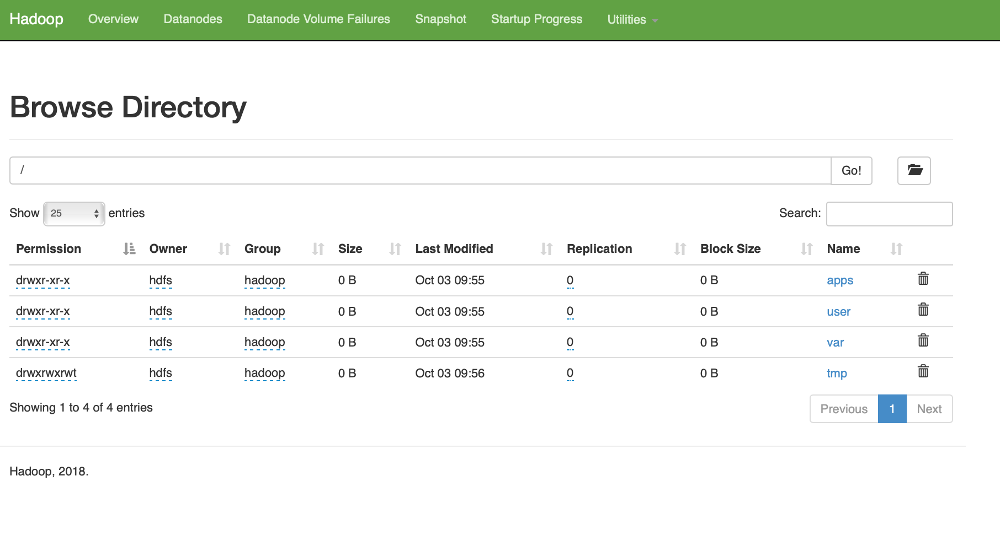 Hadoop Overview Datanodes Datanode Volume Failures Snapshot Startup Progress Utilities
Browse Directory
/ Go!
Show 25 entries Search:
Permission Owner Group Size Last Modified Replication Block Size Name
drwxr-xr-x hdfs hadoop 0 B Oct 03 09:55 0 0 B apps
drwxr-xr-x hdfs hadoop 0 B Oct 03 09:55 0 0 B user
drwxr-xr-x hdfs hadoop 0 B Oct 03 09:55 0 0 B var
drwxrwxrwt hdfs hadoop 0 B Oct 03 09:56 0 0 B tmp
Showing 1 to 4 of 4 entries Previous 1 Next
Hadoop, 2018.